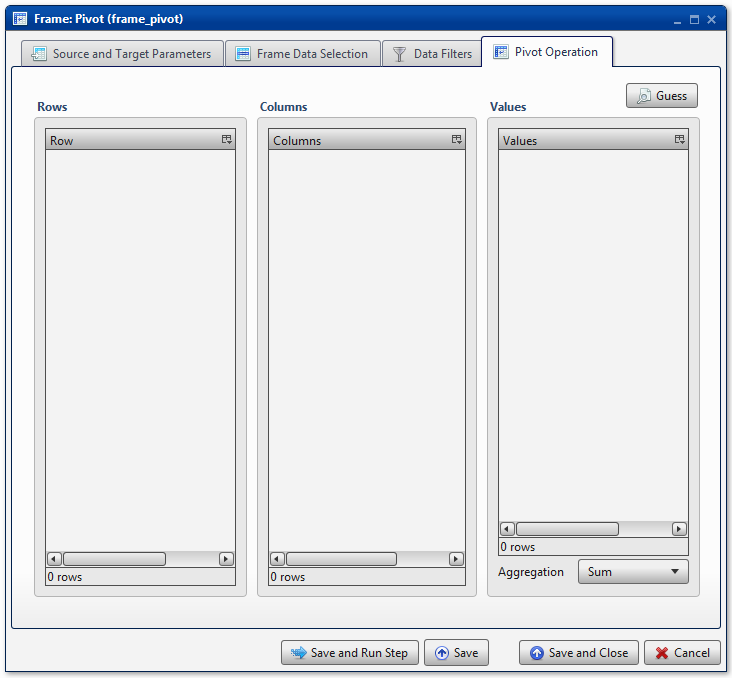 Frame: Pivot (frame_pivot)
Source and Target Parameters
Frame Data Selection
Data Filters
Pivot Operation
Guess
Rows
Columns
Values
Row
Columns
Values
0 rows
0 rows
0 rows
Aggregation
Sum
Save and Run Step
Save
Save and Close
Cancel